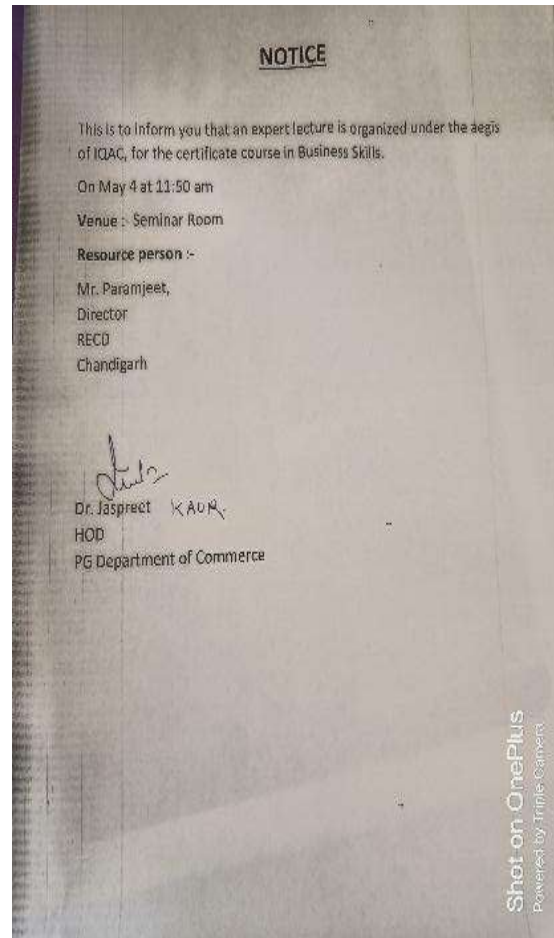 NOTICE
This is to inform you that an expert lecture is organized under the aegis
of IQAC, for the certificate course in Business Skills.
On May 4 at 11:50 am
Venue :- Seminar Room
Resource person :-
Mr. Paramjeet,
Director
RECD
Chandigarh
Dr. Jaspreet KAUR.
HOD
PG Department of Commerce
Shot on OnePlus
Powered by Triple Camera